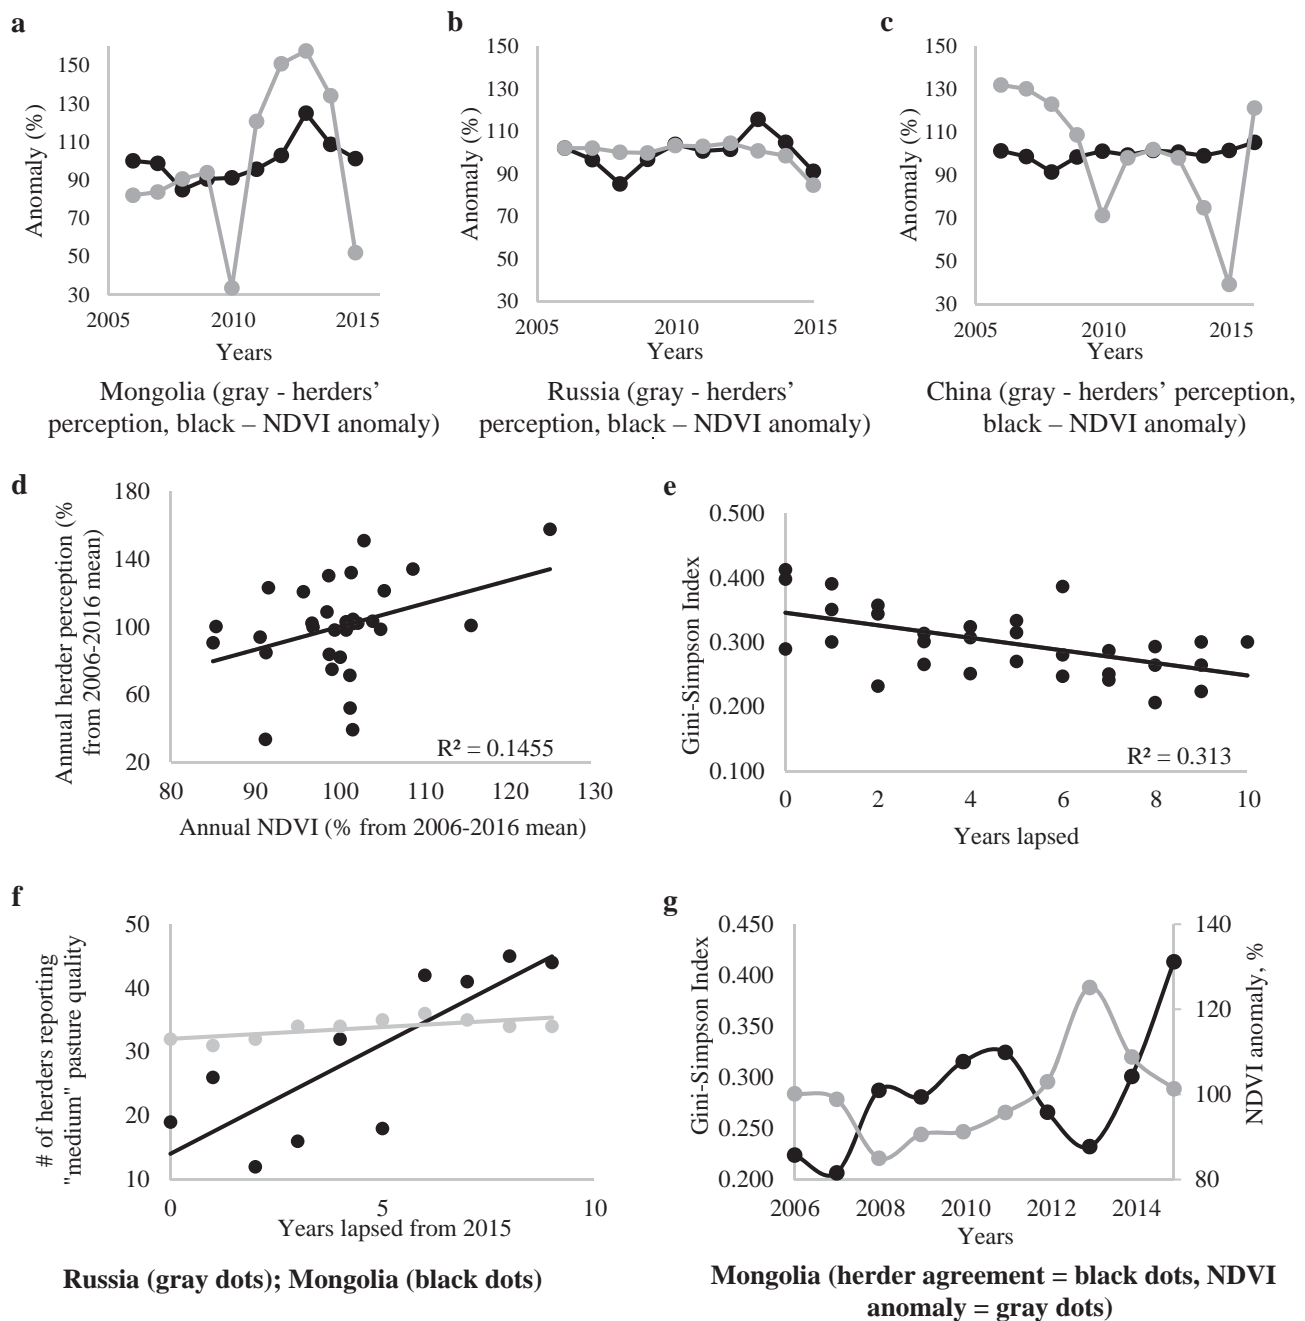 a
150
130
110
90
70
50
30
Anomaly (%)
2005
2010
2015
Years
Mongolia (gray - herders'
perception, black – NDVI anomaly)
b
150
130
110
90
70
50
30
Anomaly (%)
2005
2010
2015
Years
Russia (gray - herders'
perception, black – NDVI anomaly)
c
150
130
110
90
70
50
30
Anomaly (%)
2005
2010
2015
Years
China (gray - herders' perception,
black – NDVI anomaly)
d
180
140
100
60
20
Annual herder perception (%
from 2006-2016 mean)
R² = 0.1455
80
90
100
110
120
130
Annual NDVI (% from 2006-2016 mean)
e
0.500
0.400
0.300
0.200
0.100
Gini-Simpson Index
R² = 0.313
0
2
4
6
8
10
Years lapsed
f
50
40
30
20
10
# of herders reporting
"medium" pasture quality
0
5
10
Years lapsed from 2015
Russia (gray dots); Mongolia (black dots)
g
0.450
0.400
0.350
0.300
0.250
0.200
Gini-Simpson Index
140
120
100
80
NDVI anomaly, %
2006
2008
2010
2012
2014
Years
Mongolia (herder agreement = black dots, NDVI
anomaly = gray dots)